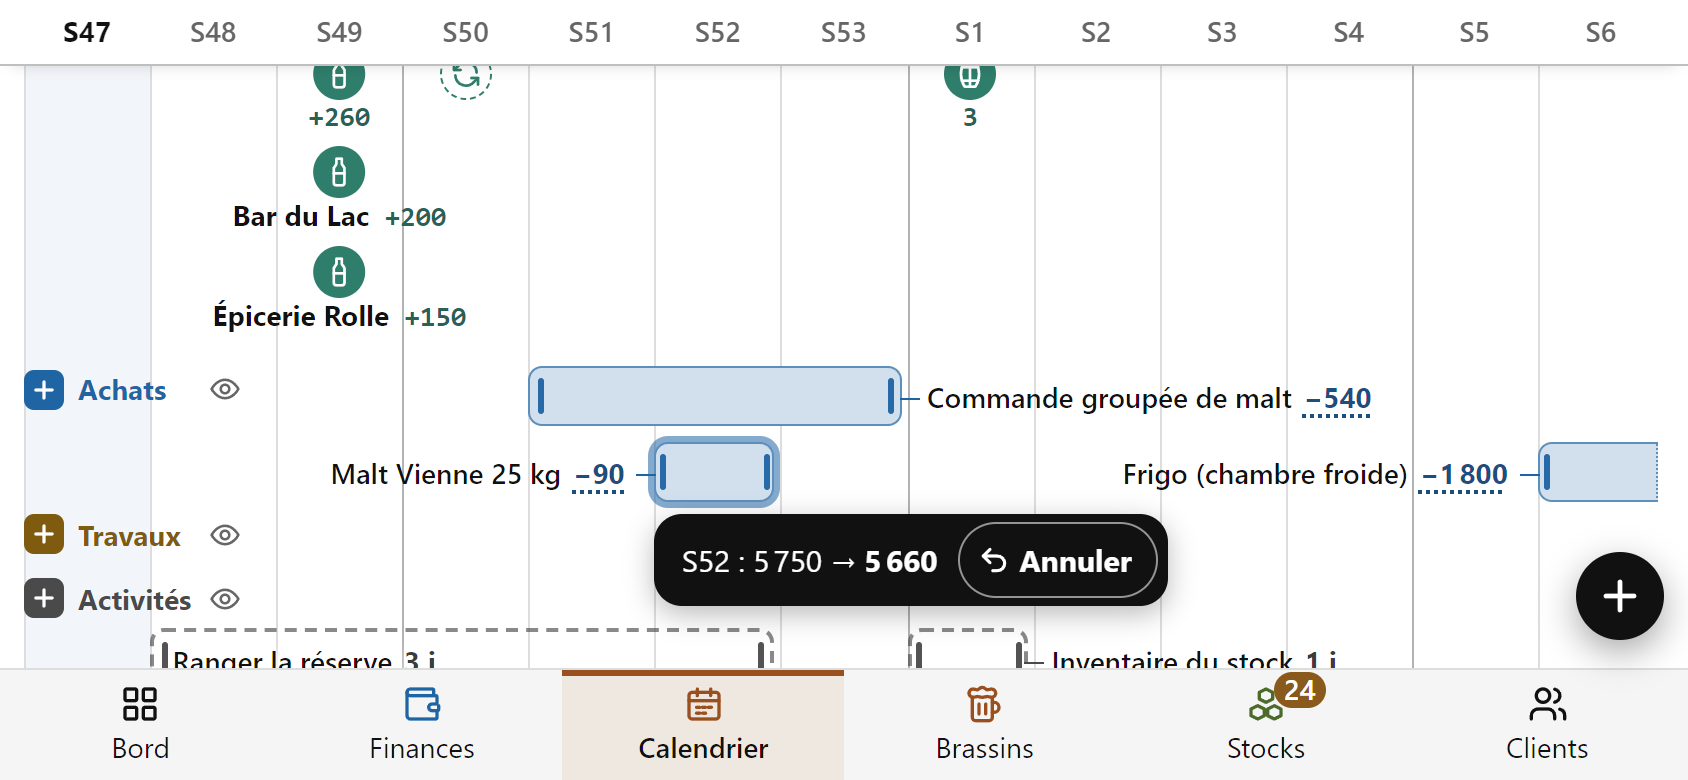 S47 S48 S49 S50 S51 S52 S53 S1 S2 S3 S4 S5 S6
+260 3
Bar du Lac +200
Épicerie Rolle +150
Achats Commande groupée de malt −540
Malt Vienne 25 kg −90 Frigo (chambre froide) −1 800
Travaux
S52 : 5 750 → 5 660 Annuler
Activités
Ranger la réserve 3 j Inventaire du stock 1 j
24
Bord Finances Calendrier Brassins Stocks Clients